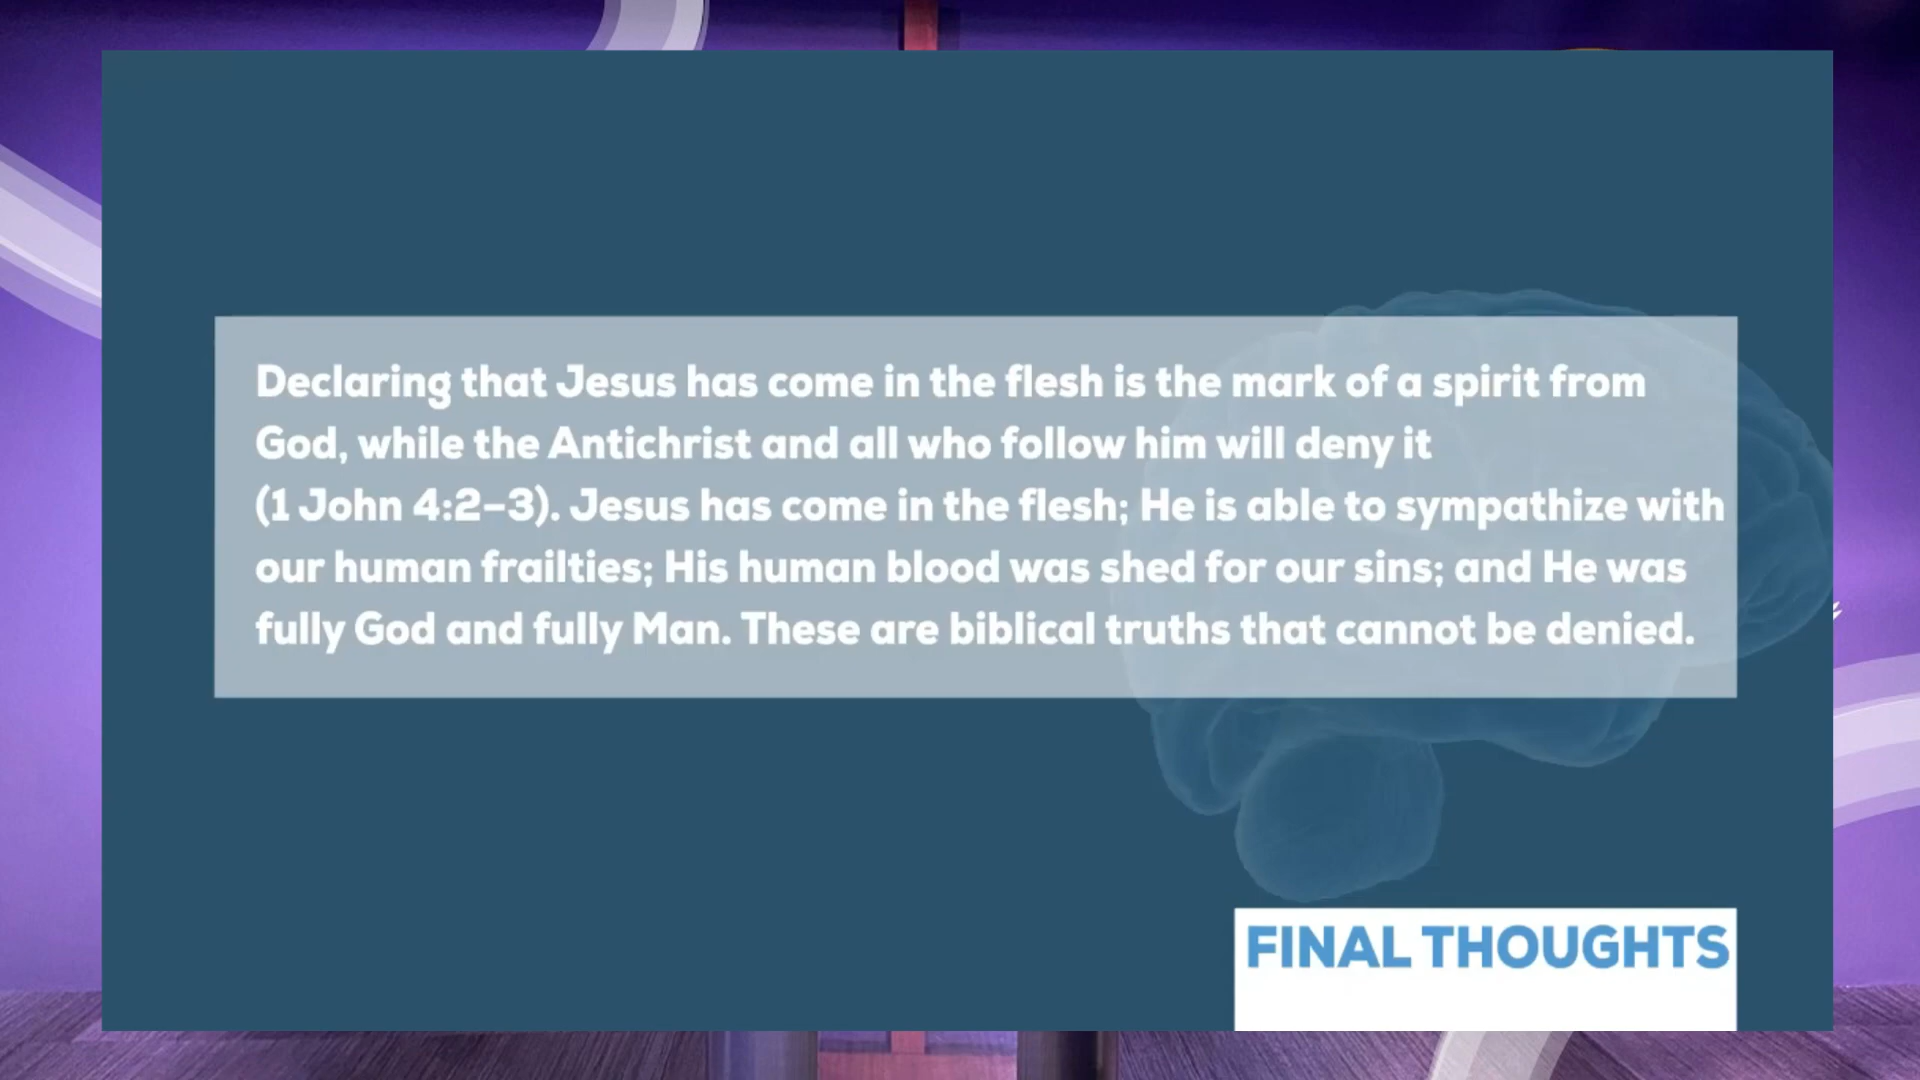 Declaring that Jesus has come in the flesh is the mark of a spirit from
God, while the Antichrist and all who follow him will deny it
(1 John 4:2–3). Jesus has come in the flesh; He is able to sympathize with
our human frailties; His human blood was shed for our sins; and He was
fully God and fully Man. These are biblical truths that cannot be denied.
FINAL THOUGHTS